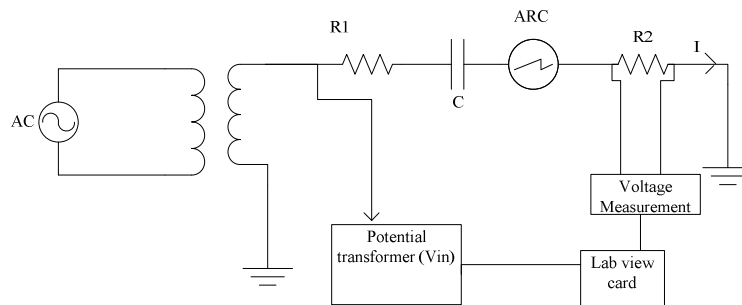 ARC
R1
R2
I
AC
C
Voltage
Measurement
Potential
transformer (Vin)
Lab view
card